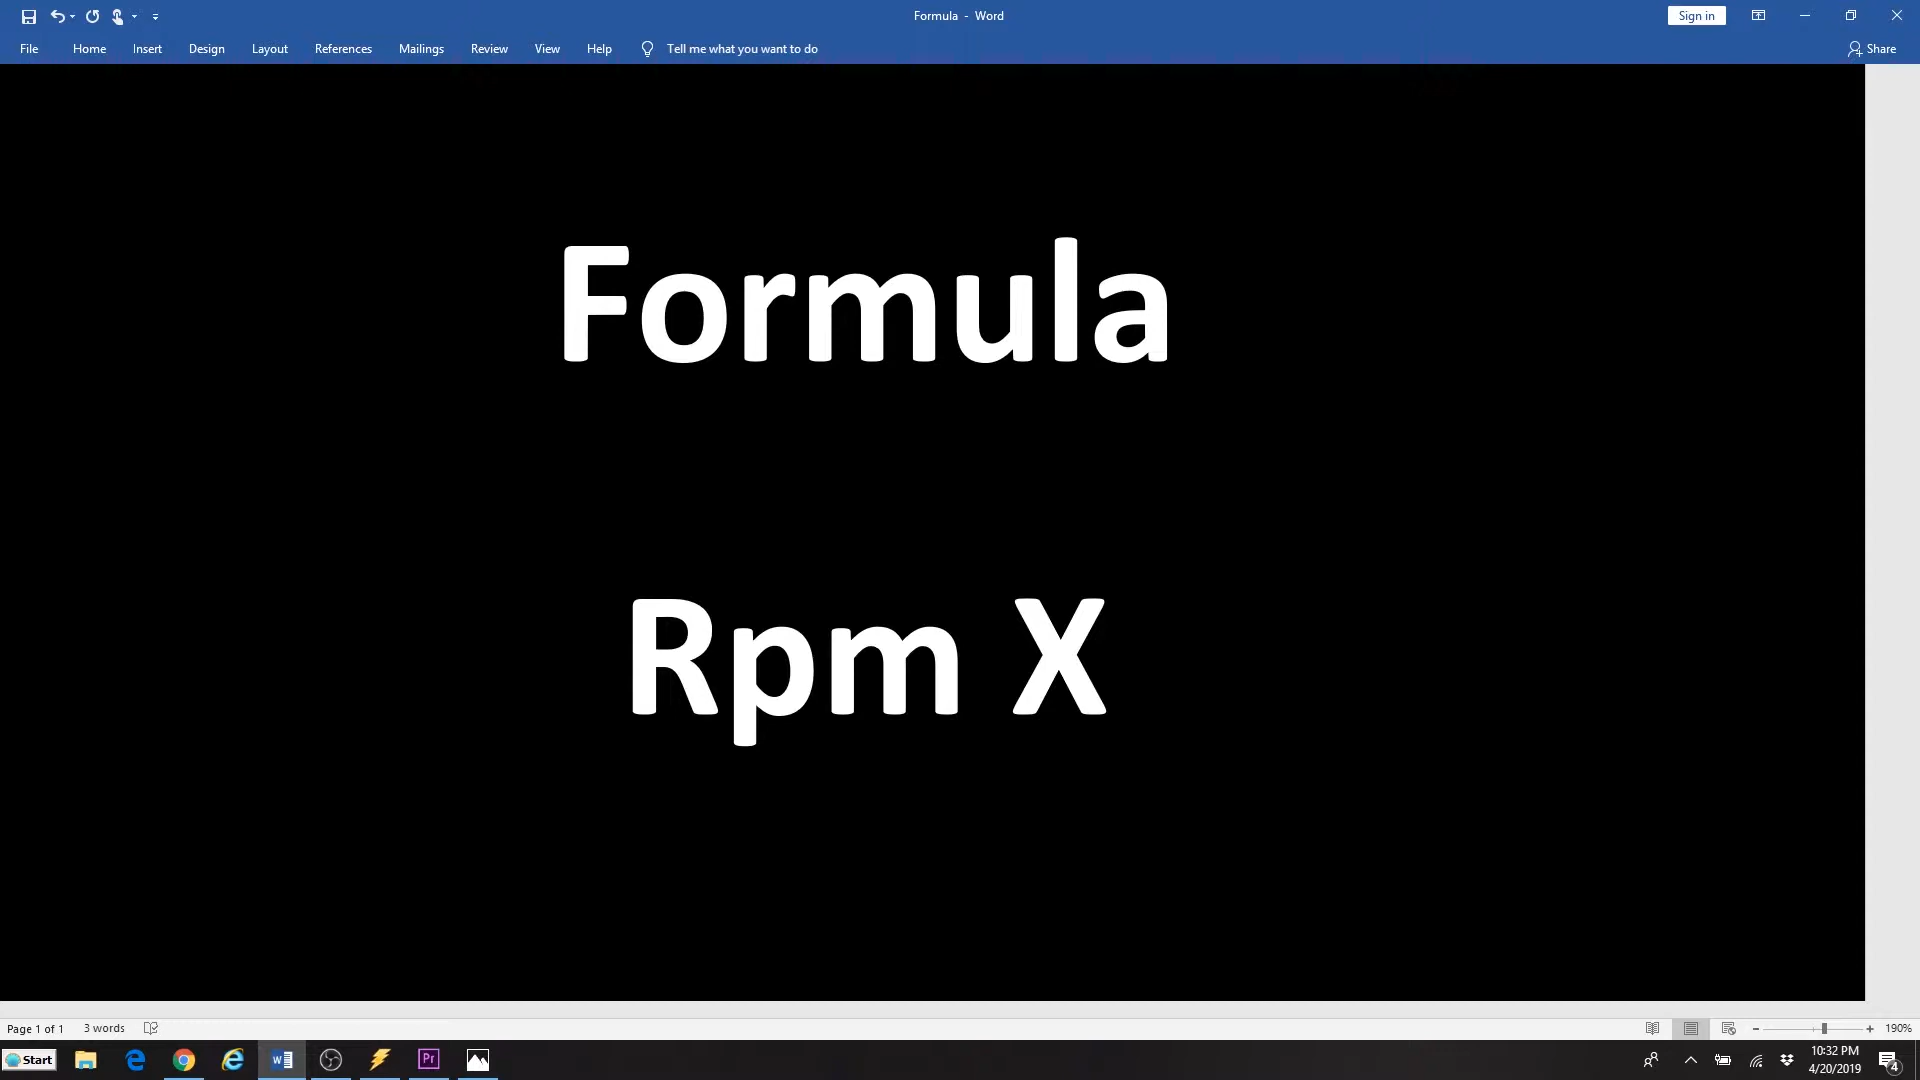 Formula - Word
Sign in
File Home Insert Design Layout References Mailings Review View Help Tell me what you want to do Share
Formula
Rpm X
Page 1 of 1 3 words 190%
Start Pr 10:32 PM
4/20/2019 4